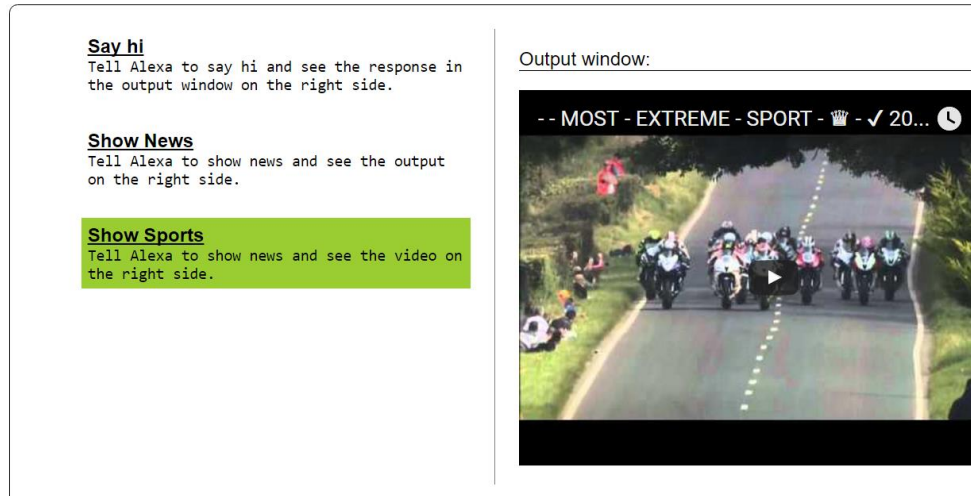 Say hi
Tell Alexa to say hi and see the response in
the output window on the right side.
Show News
Tell Alexa to show news and see the output
on the right side.
Show Sports
Tell Alexa to show news and see the video on
the right side.
Output window:
- - MOST - EXTREME - SPORT - ♛ - ✓ 20...